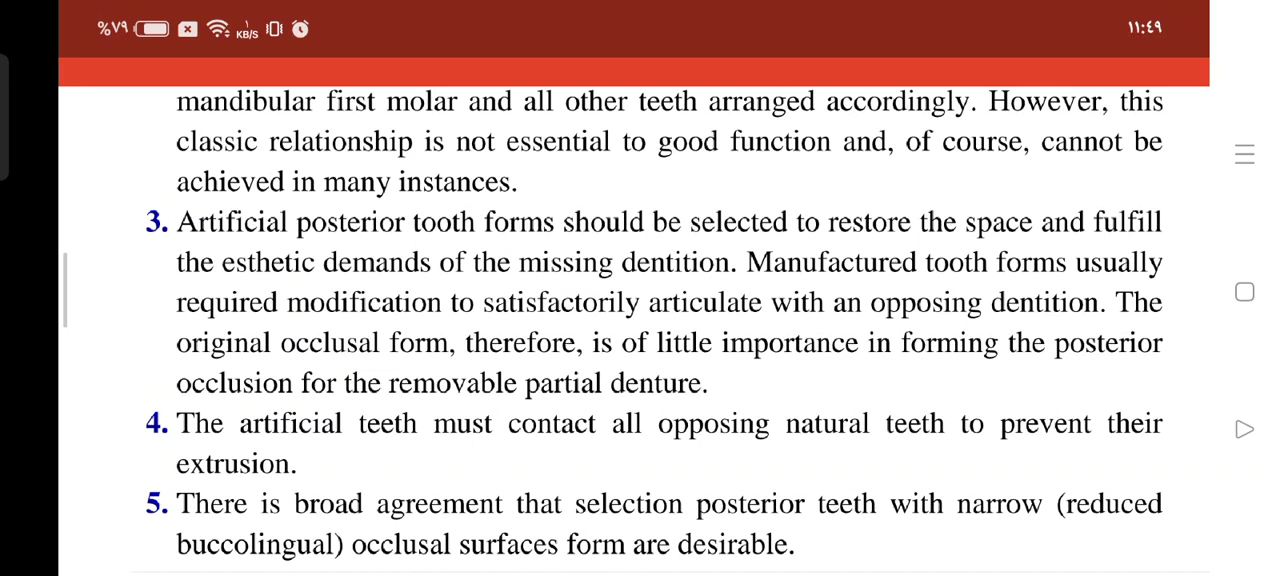 %٧٩ ١ KB/S ١١:٤٩
mandibular first molar and all other teeth arranged accordingly. However, this
classic relationship is not essential to good function and, of course, cannot be
achieved in many instances.
3. Artificial posterior tooth forms should be selected to restore the space and fulfill
the esthetic demands of the missing dentition. Manufactured tooth forms usually
required modification to satisfactorily articulate with an opposing dentition. The
original occlusal form, therefore, is of little importance in forming the posterior
occlusion for the removable partial denture.
4. The artificial teeth must contact all opposing natural teeth to prevent their
extrusion.
5. There is broad agreement that selection posterior teeth with narrow (reduced
buccolingual) occlusal surfaces form are desirable.